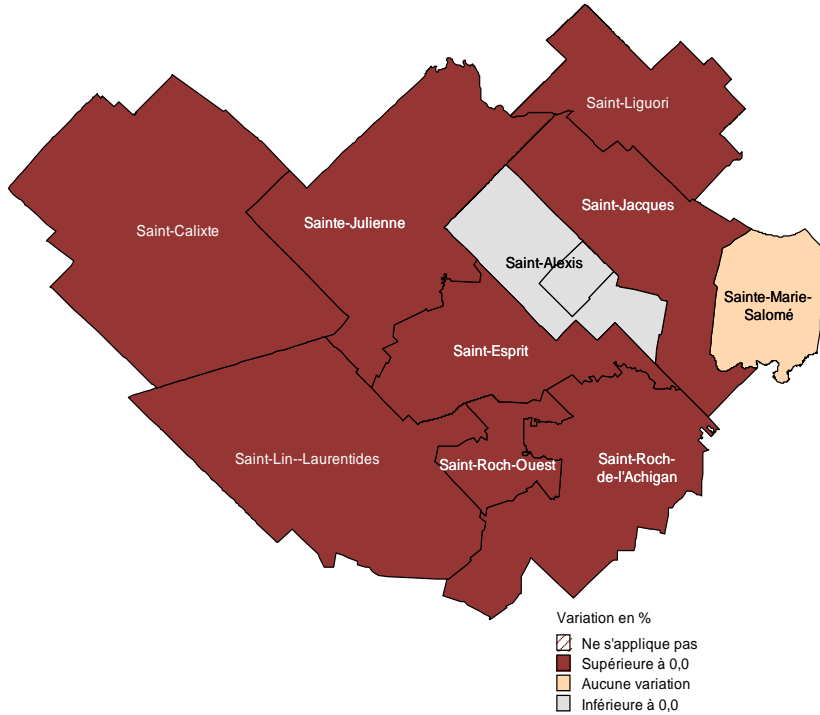 Saint-Liguori
Saint-Jacques
Sainte-Julienne
Saint-Calixte
Saint-Alexis
Sainte-Marie-
Salomé
Saint-Esprit
Saint-Lin--Laurentides
Saint-Roch-Ouest
Saint-Roch-
de-l'Achigan
Variation en %
Ne s'applique pas
Supérieure à 0,0
Aucune variation
Inférieure à 0,0